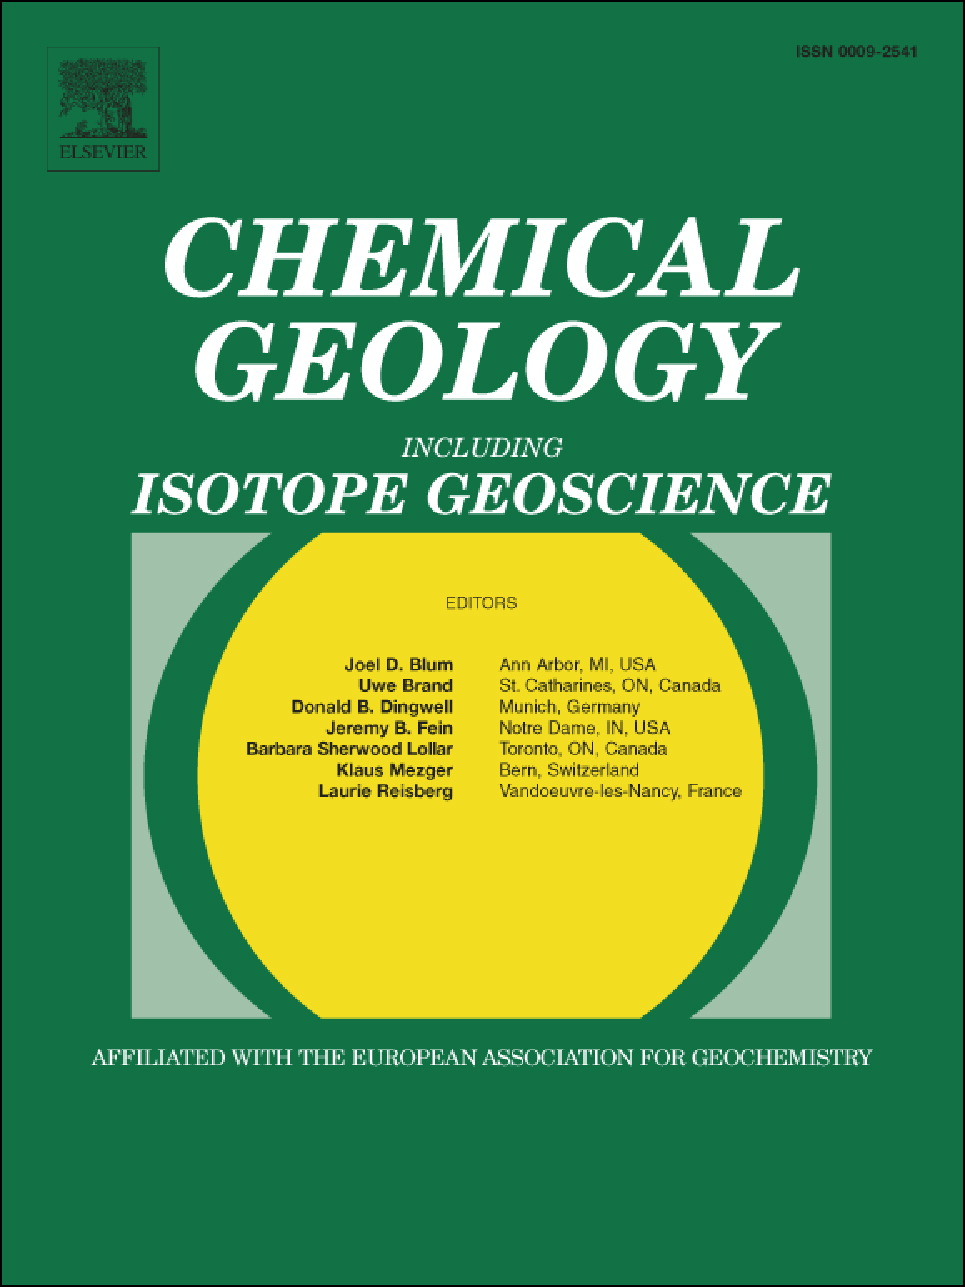 ISSN 0009-2541
ELSEVIER
CHEMICAL
GEOLOGY
INCLUDING
ISOTOPE GEOSCIENCE
EDITORS
Joel D. Blum Ann Arbor, MI, USA
Uwe Brand St. Catharines, ON, Canada
Donald B. Dingwell Munich, Germany
Jeremy B. Fein Notre Dame, IN, USA
Barbara Sherwood Lollar Toronto, ON, Canada
Klaus Mezger Bern, Switzerland
Laurie Reisberg Vandoeuvre-les-Nancy, France
AFFILIATED WITH THE EUROPEAN ASSOCIATION FOR GEOCHEMISTRY